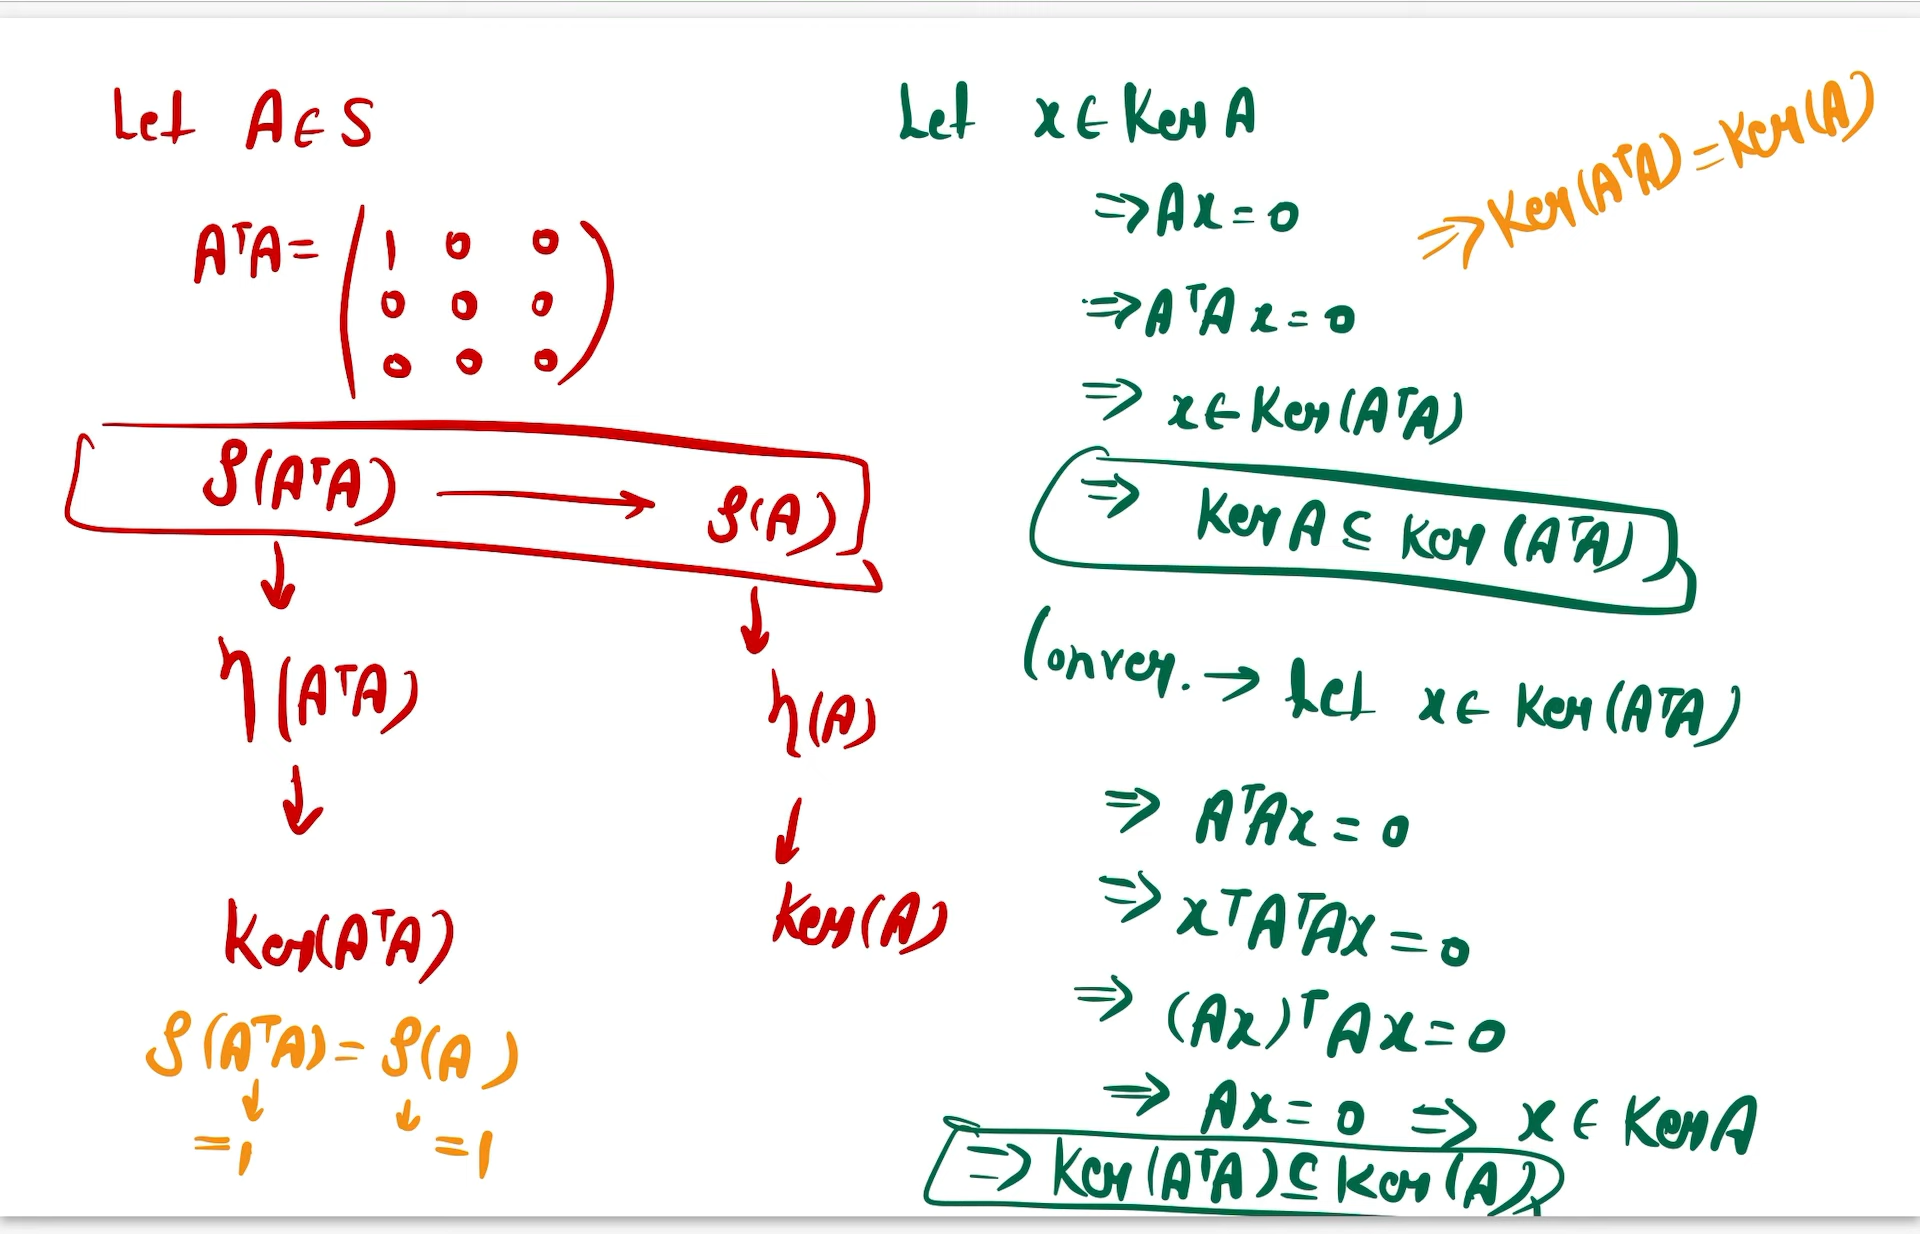 Let A ∈ S
AᵀA = ( 1 0 0
0 0 0
0 0 0 )
ρ(AᵀA) ⟶ ρ(A)
↓ ↓
η(AᵀA) η(A)
↓ ↓
Ker(AᵀA) Ker(A)
ρ(AᵀA) = ρ(A)
↓ ↓
=1 =1
Let x ∈ Ker A
⇒ Ax = 0
⇒ AᵀA x = 0
⇒ x ∈ Ker(AᵀA)
⇒ Ker A ⊆ Ker (AᵀA)
Conver. → Let x ∈ Ker(AᵀA)
⇒ AᵀAx = 0
⇒ xᵀAᵀAx = 0
⇒ (Ax)ᵀAx = 0
⇒ Ax = 0 ⇒ x ∈ Ker A
⇒ Ker(AᵀA) ⊆ Ker(A)
⇒ Ker(AᵀA) = Ker(A)